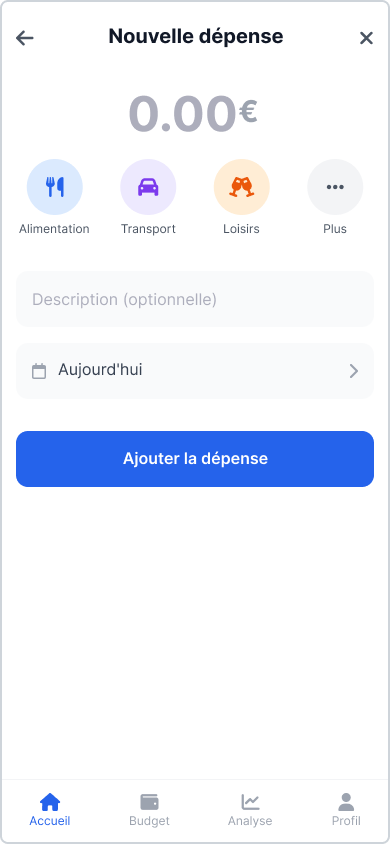 Nouvelle dépense
0.00€
Alimentation Transport Loisirs Plus
Description (optionnelle)
Aujourd'hui
Ajouter la dépense
Accueil Budget Analyse Profil